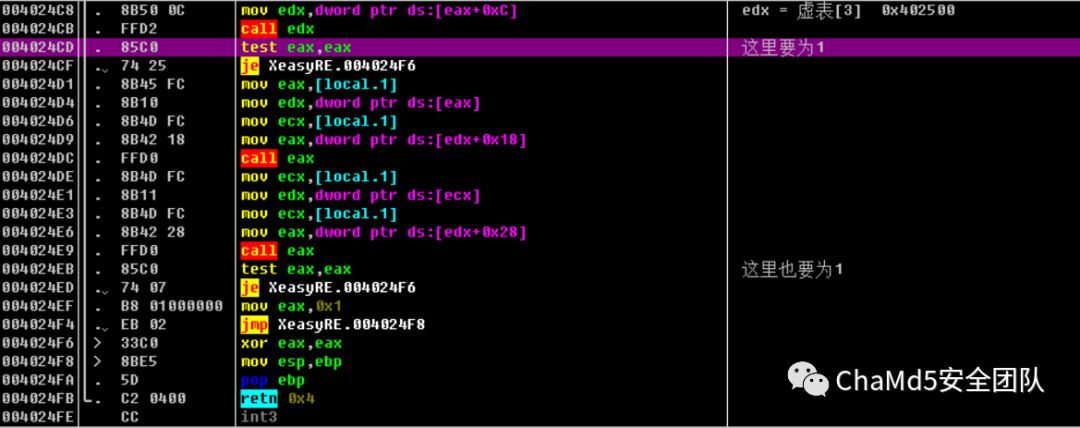 004024C8 . 8B50 0C mov edx,dword ptr ds:[eax+0xC] edx = 虚表[3] 0x402500
004024CB . FFD2 call edx
004024CD . 85C0 test eax,eax 这里要为1
004024CF . 74 25 je XeasyRE.004024F6
004024D1 . 8B45 FC mov eax,[local.1]
004024D4 . 8B10 mov edx,dword ptr ds:[eax]
004024D6 . 8B4D FC mov ecx,[local.1]
004024D9 . 8B42 18 mov eax,dword ptr ds:[edx+0x18]
004024DC . FFD0 call eax
004024DE . 8B4D FC mov ecx,[local.1]
004024E1 . 8B11 mov edx,dword ptr ds:[ecx]
004024E3 . 8B4D FC mov ecx,[local.1]
004024E6 . 8B42 28 mov eax,dword ptr ds:[edx+0x28]
004024E9 . FFD0 call eax
004024EB . 85C0 test eax,eax 这里也要为1
004024ED . 74 07 je XeasyRE.004024F6
004024EF . B8 01000000 mov eax,0x1
004024F4 . EB 02 jmp XeasyRE.004024F8
004024F6 > 33C0 xor eax,eax
004024F8 > 8BE5 mov esp,ebp
004024FA . 5D pop ebp
004024FB . C2 0400 retn 0x4
004024FE CC int3
ChaMd5安全团队